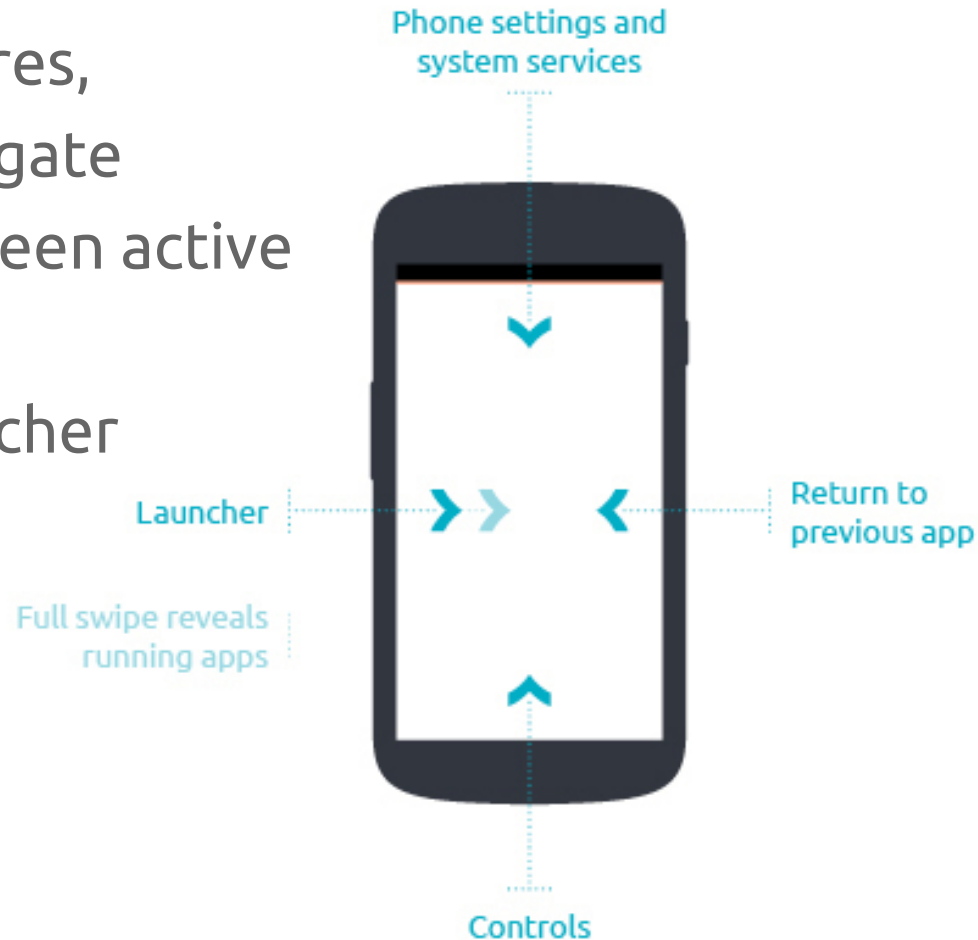 res,
gate
een active
cher
Phone settings and
system services
Launcher
Full swipe reveals
running apps
Return to
previous app
Controls